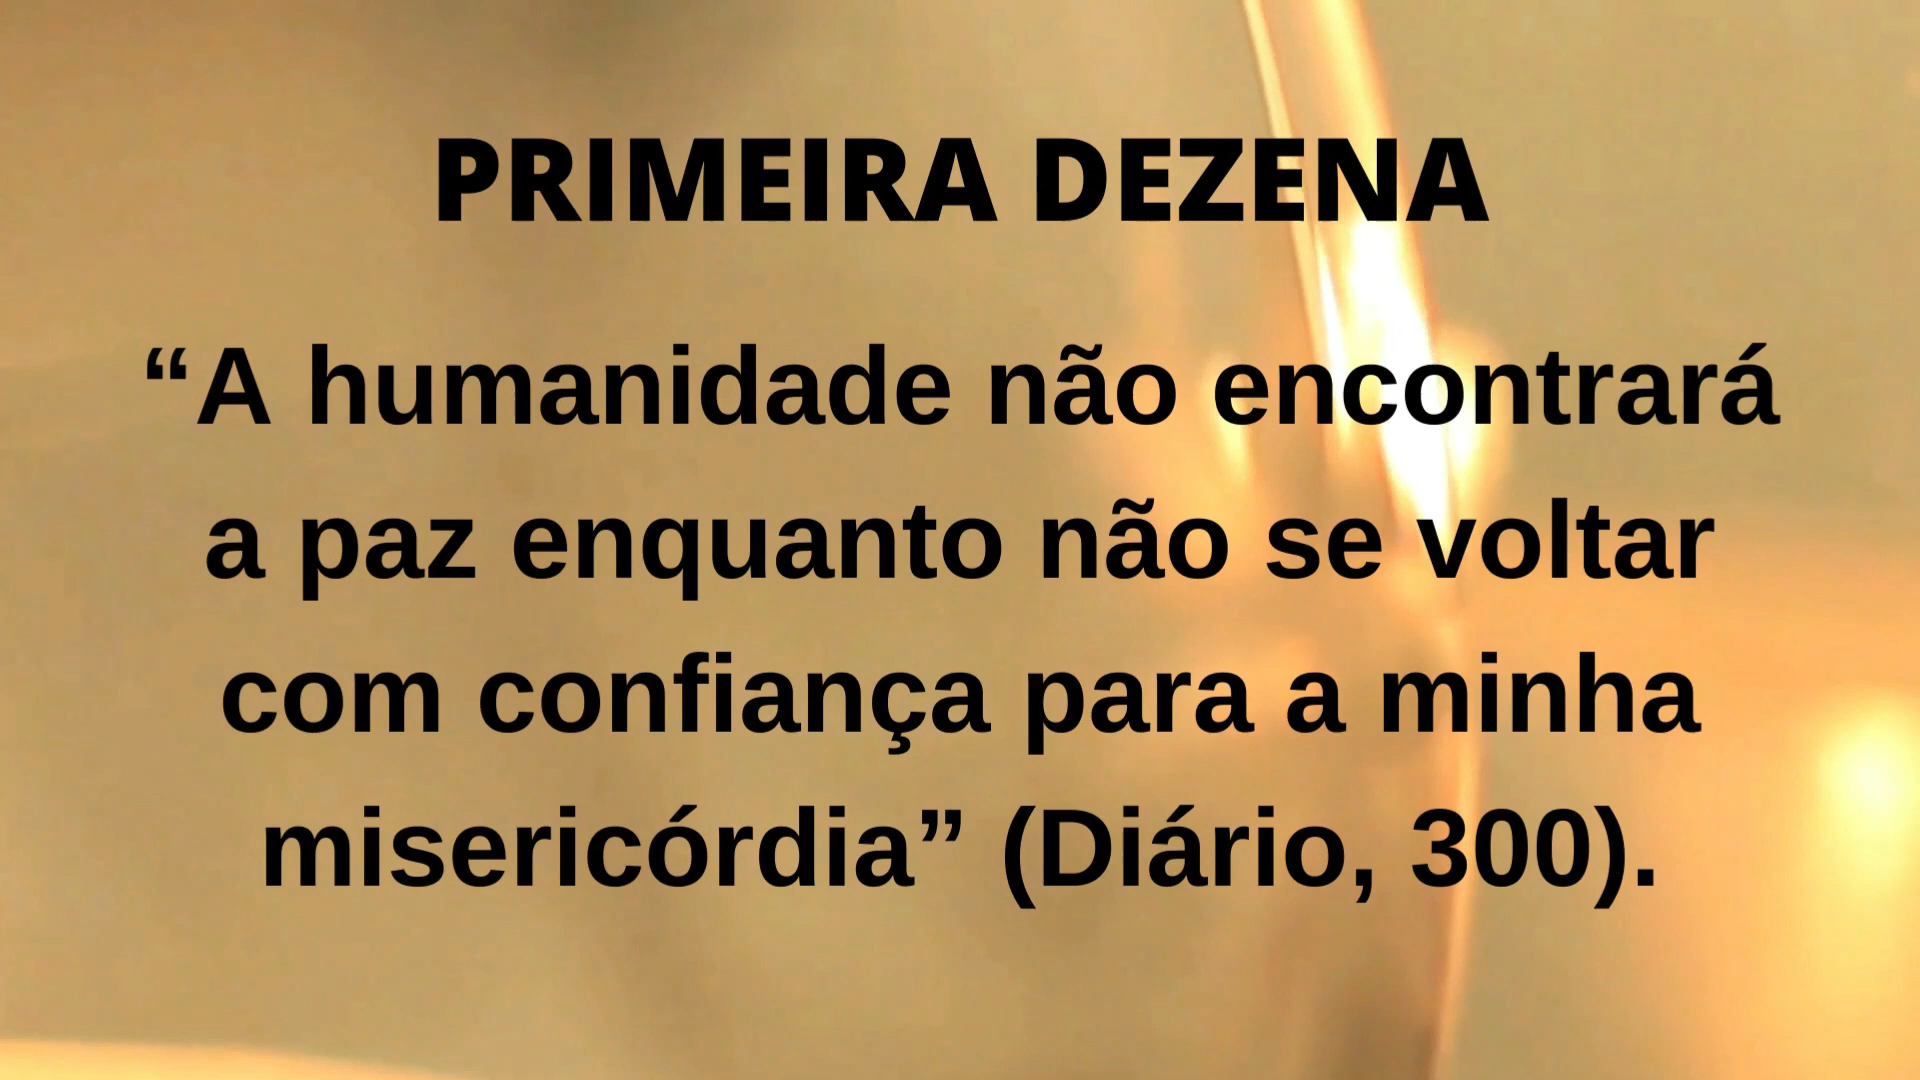 PRIMEIRA DEZENA
“A humanidade não encontrará
a paz enquanto não se voltar
com confiança para a minha
misericórdia” (Diário, 300).